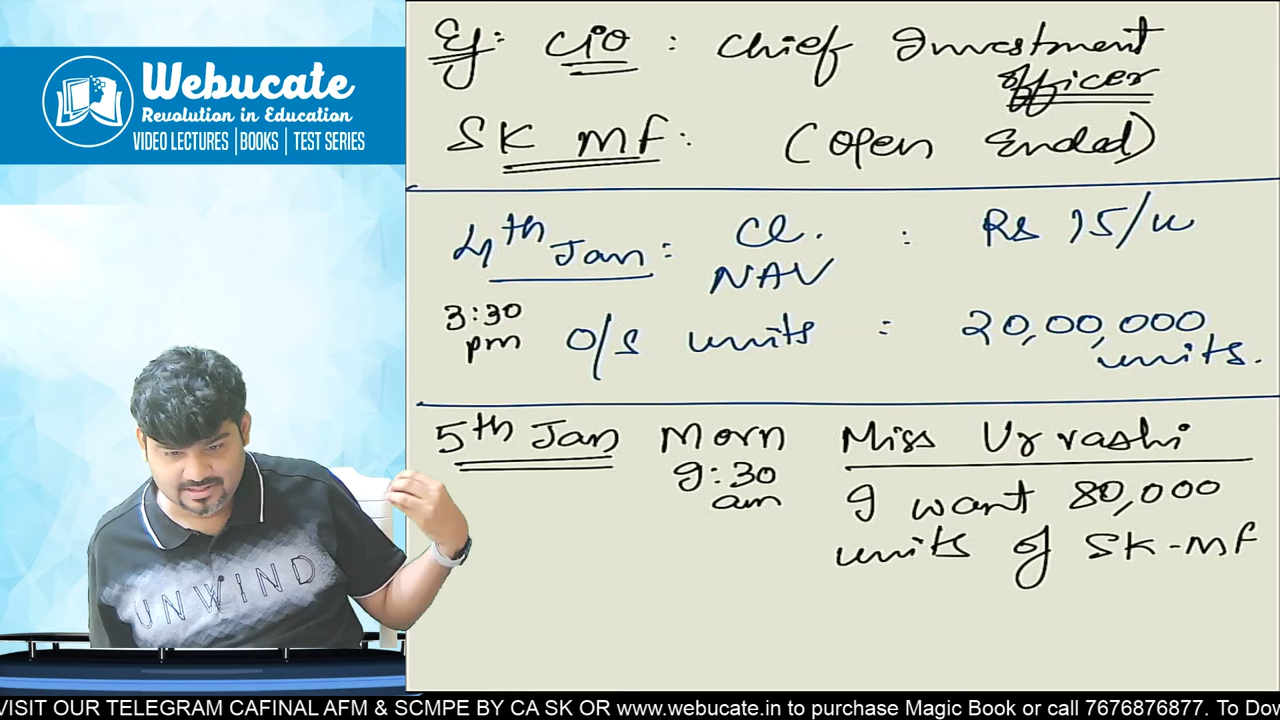 Webucate
Revolution in Education
VIDEO LECTURES | BOOKS | TEST SERIES
Eg: CIO : Chief Investment
officer
SK MF: (open Ended)
4th Jan: Cl. : Rs 15/u
NAV
3:30
pm O/S units : 20,00,000
units.
5th Jan Morn Miss Urvashi
9:30
am I want 80,000
units of SK-MF
UNWIND
VISIT OUR TELEGRAM CAFINAL AFM & SCMPE BY CA SK OR www.webucate.in to purchase Magic Book or call 7676876877. To Dow